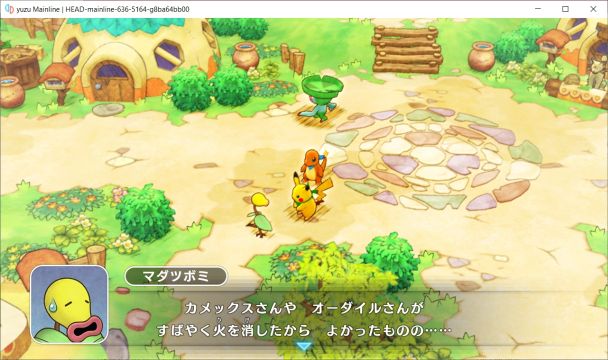 yuzu Mainline | HEAD-mainline-636-5164-g8ba64bb00
マダツボミ
カメックスさんや　オーダイルさんが
すばやく火を消したから　よかったものの……